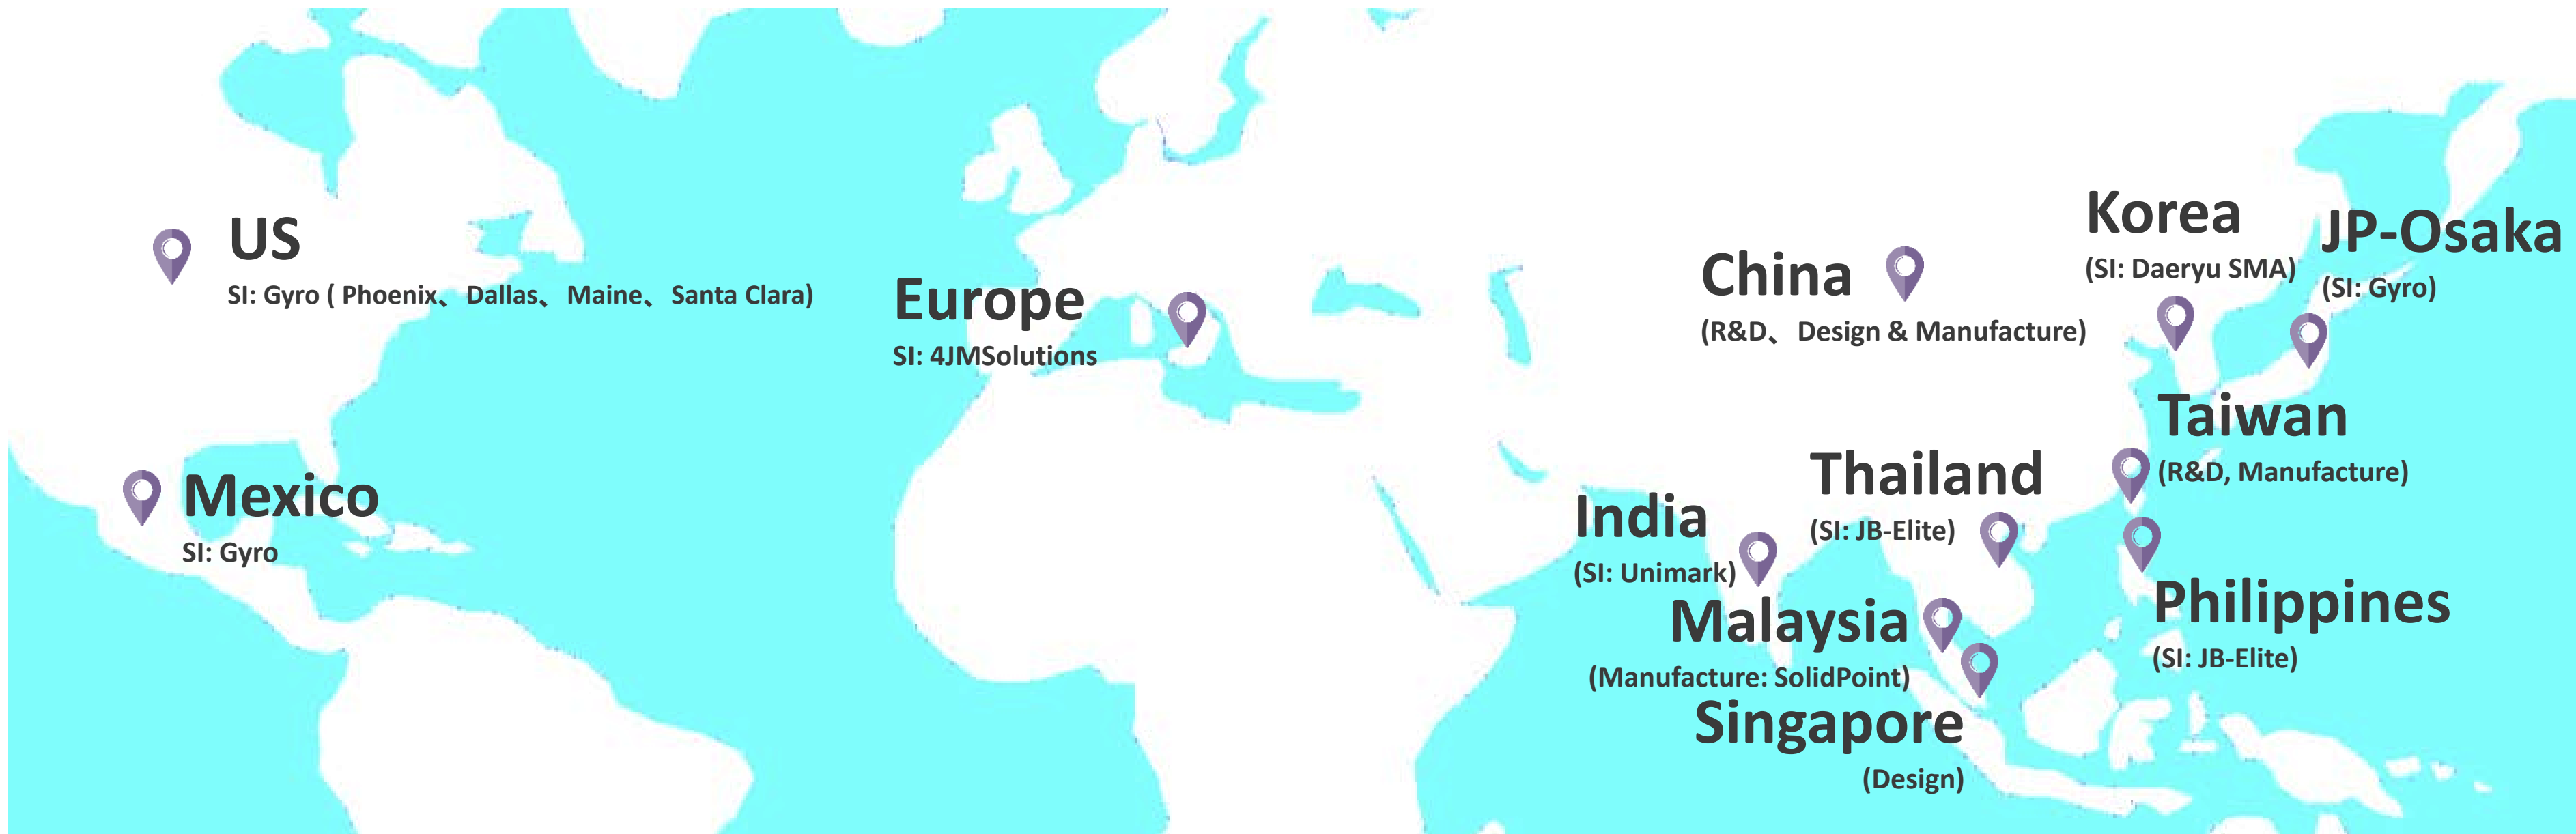 US
SI: Gyro ( Phoenix、 Dallas、 Maine、 Santa Clara)
Mexico
SI: Gyro
Europe
SI: 4JMSolutions
China
(R&D、 Design & Manufacture)
Korea
(SI: Daeryu SMA)
JP-Osaka
(SI: Gyro)
Taiwan
(R&D, Manufacture)
Thailand
(SI: JB-Elite)
India
(SI: Unimark)
Philippines
(SI: JB-Elite)
Malaysia
(Manufacture: SolidPoint)
Singapore
(Design)